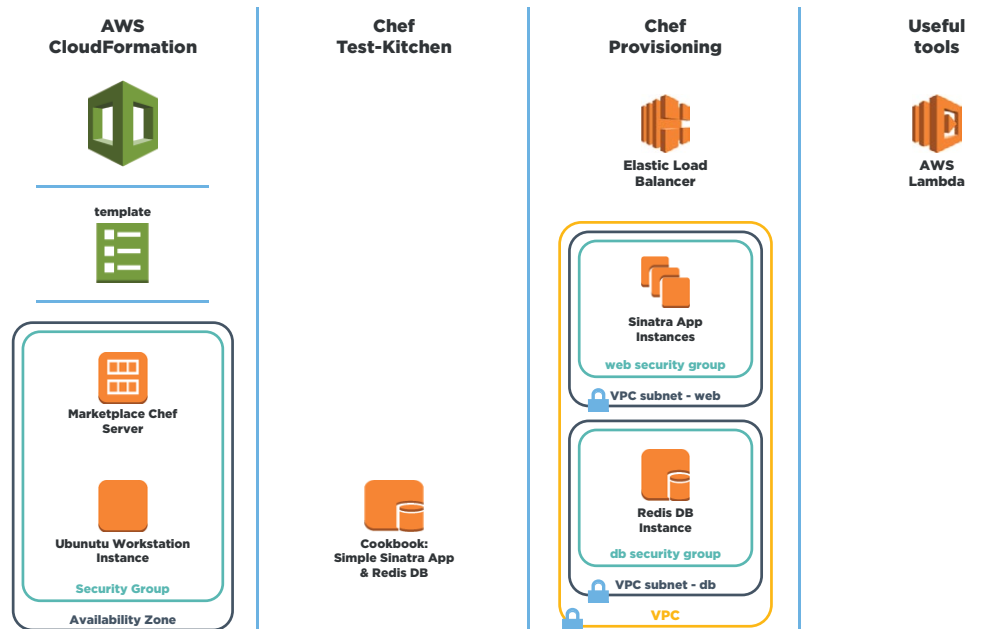 AWS
CloudFormation
template
Marketplace Chef
Server
Ubunutu Workstation
Instance
Security Group
Availability Zone
Chef
Test-Kitchen
Cookbook:
Simple Sinatra App
& Redis DB
Chef
Provisioning
Elastic Load
Balancer
Sinatra App
Instances
web security group
VPC subnet - web
Redis DB
Instance
db security group
VPC subnet - db
VPC
Useful
tools
AWS
Lambda